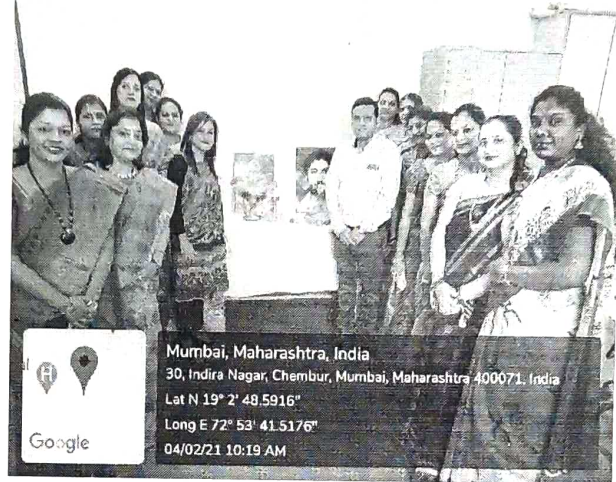 H
Google
Mumbai, Maharashtra, India
30, Indira Nagar, Chembur, Mumbai, Maharashtra 400071, India
Lat N 19° 2' 48.5916"
Long E 72° 53' 41.5176"
04/02/21 10:19 AM